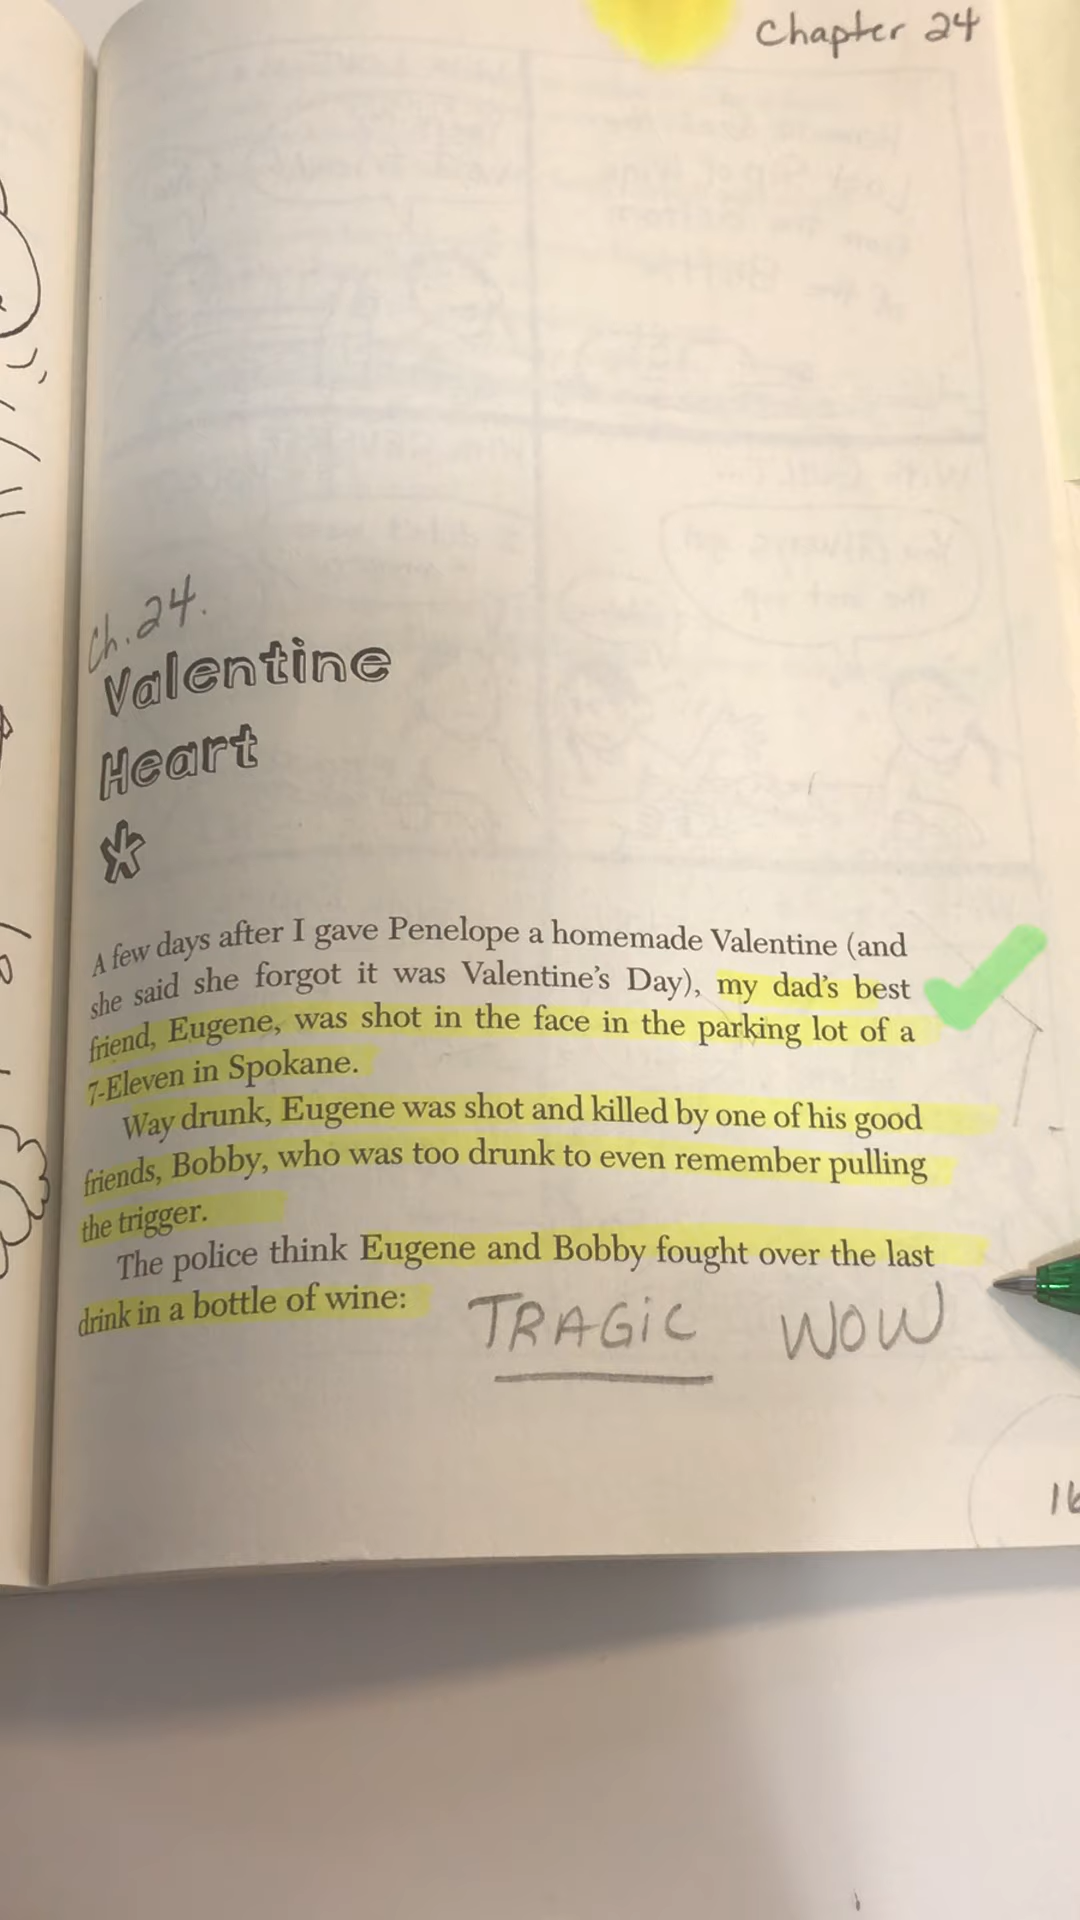 Chapter 24
Ch. 24.
Valentine
Heart
*
A few days after I gave Penelope a homemade Valentine (and
she said she forgot it was Valentine's Day), my dad's best
friend, Eugene, was shot in the face in the parking lot of a
7-Eleven in Spokane.
Way drunk, Eugene was shot and killed by one of his good
friends, Bobby, who was too drunk to even remember pulling
the trigger.
The police think Eugene and Bobby fought over the last
drink in a bottle of wine:
TRAGIC WOW